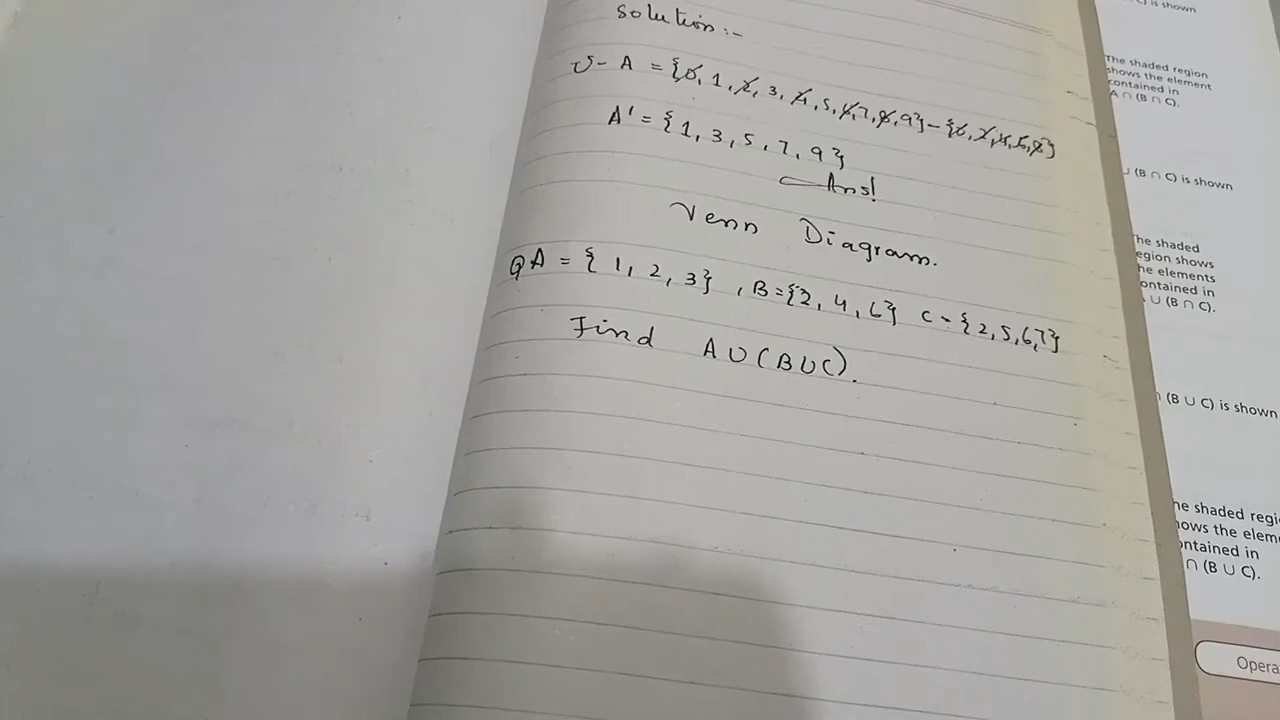 Solution:-
U- A = {0, 1, 2, 3, 4, 5, 6, 7, 8, 9} - {0, 2, 4, 6, 8}
A' = {1, 3, 5, 7, 9}
Ans!
Venn Diagram.
Q A = { 1, 2, 3} , B={2, 4, 6} C = {2,5,6,7}
Find A∪(B∪C).
is shown
The shaded region
shows the element
contained in
A ∩ (B ∩ C).
∪ (B ∩ C) is shown
he shaded
egion shows
he elements
ontained in
∪ (B ∩ C).
(B ∪ C) is shown
he shaded regi
ows the elem
ontained in
∩ (B ∪ C).
Opera